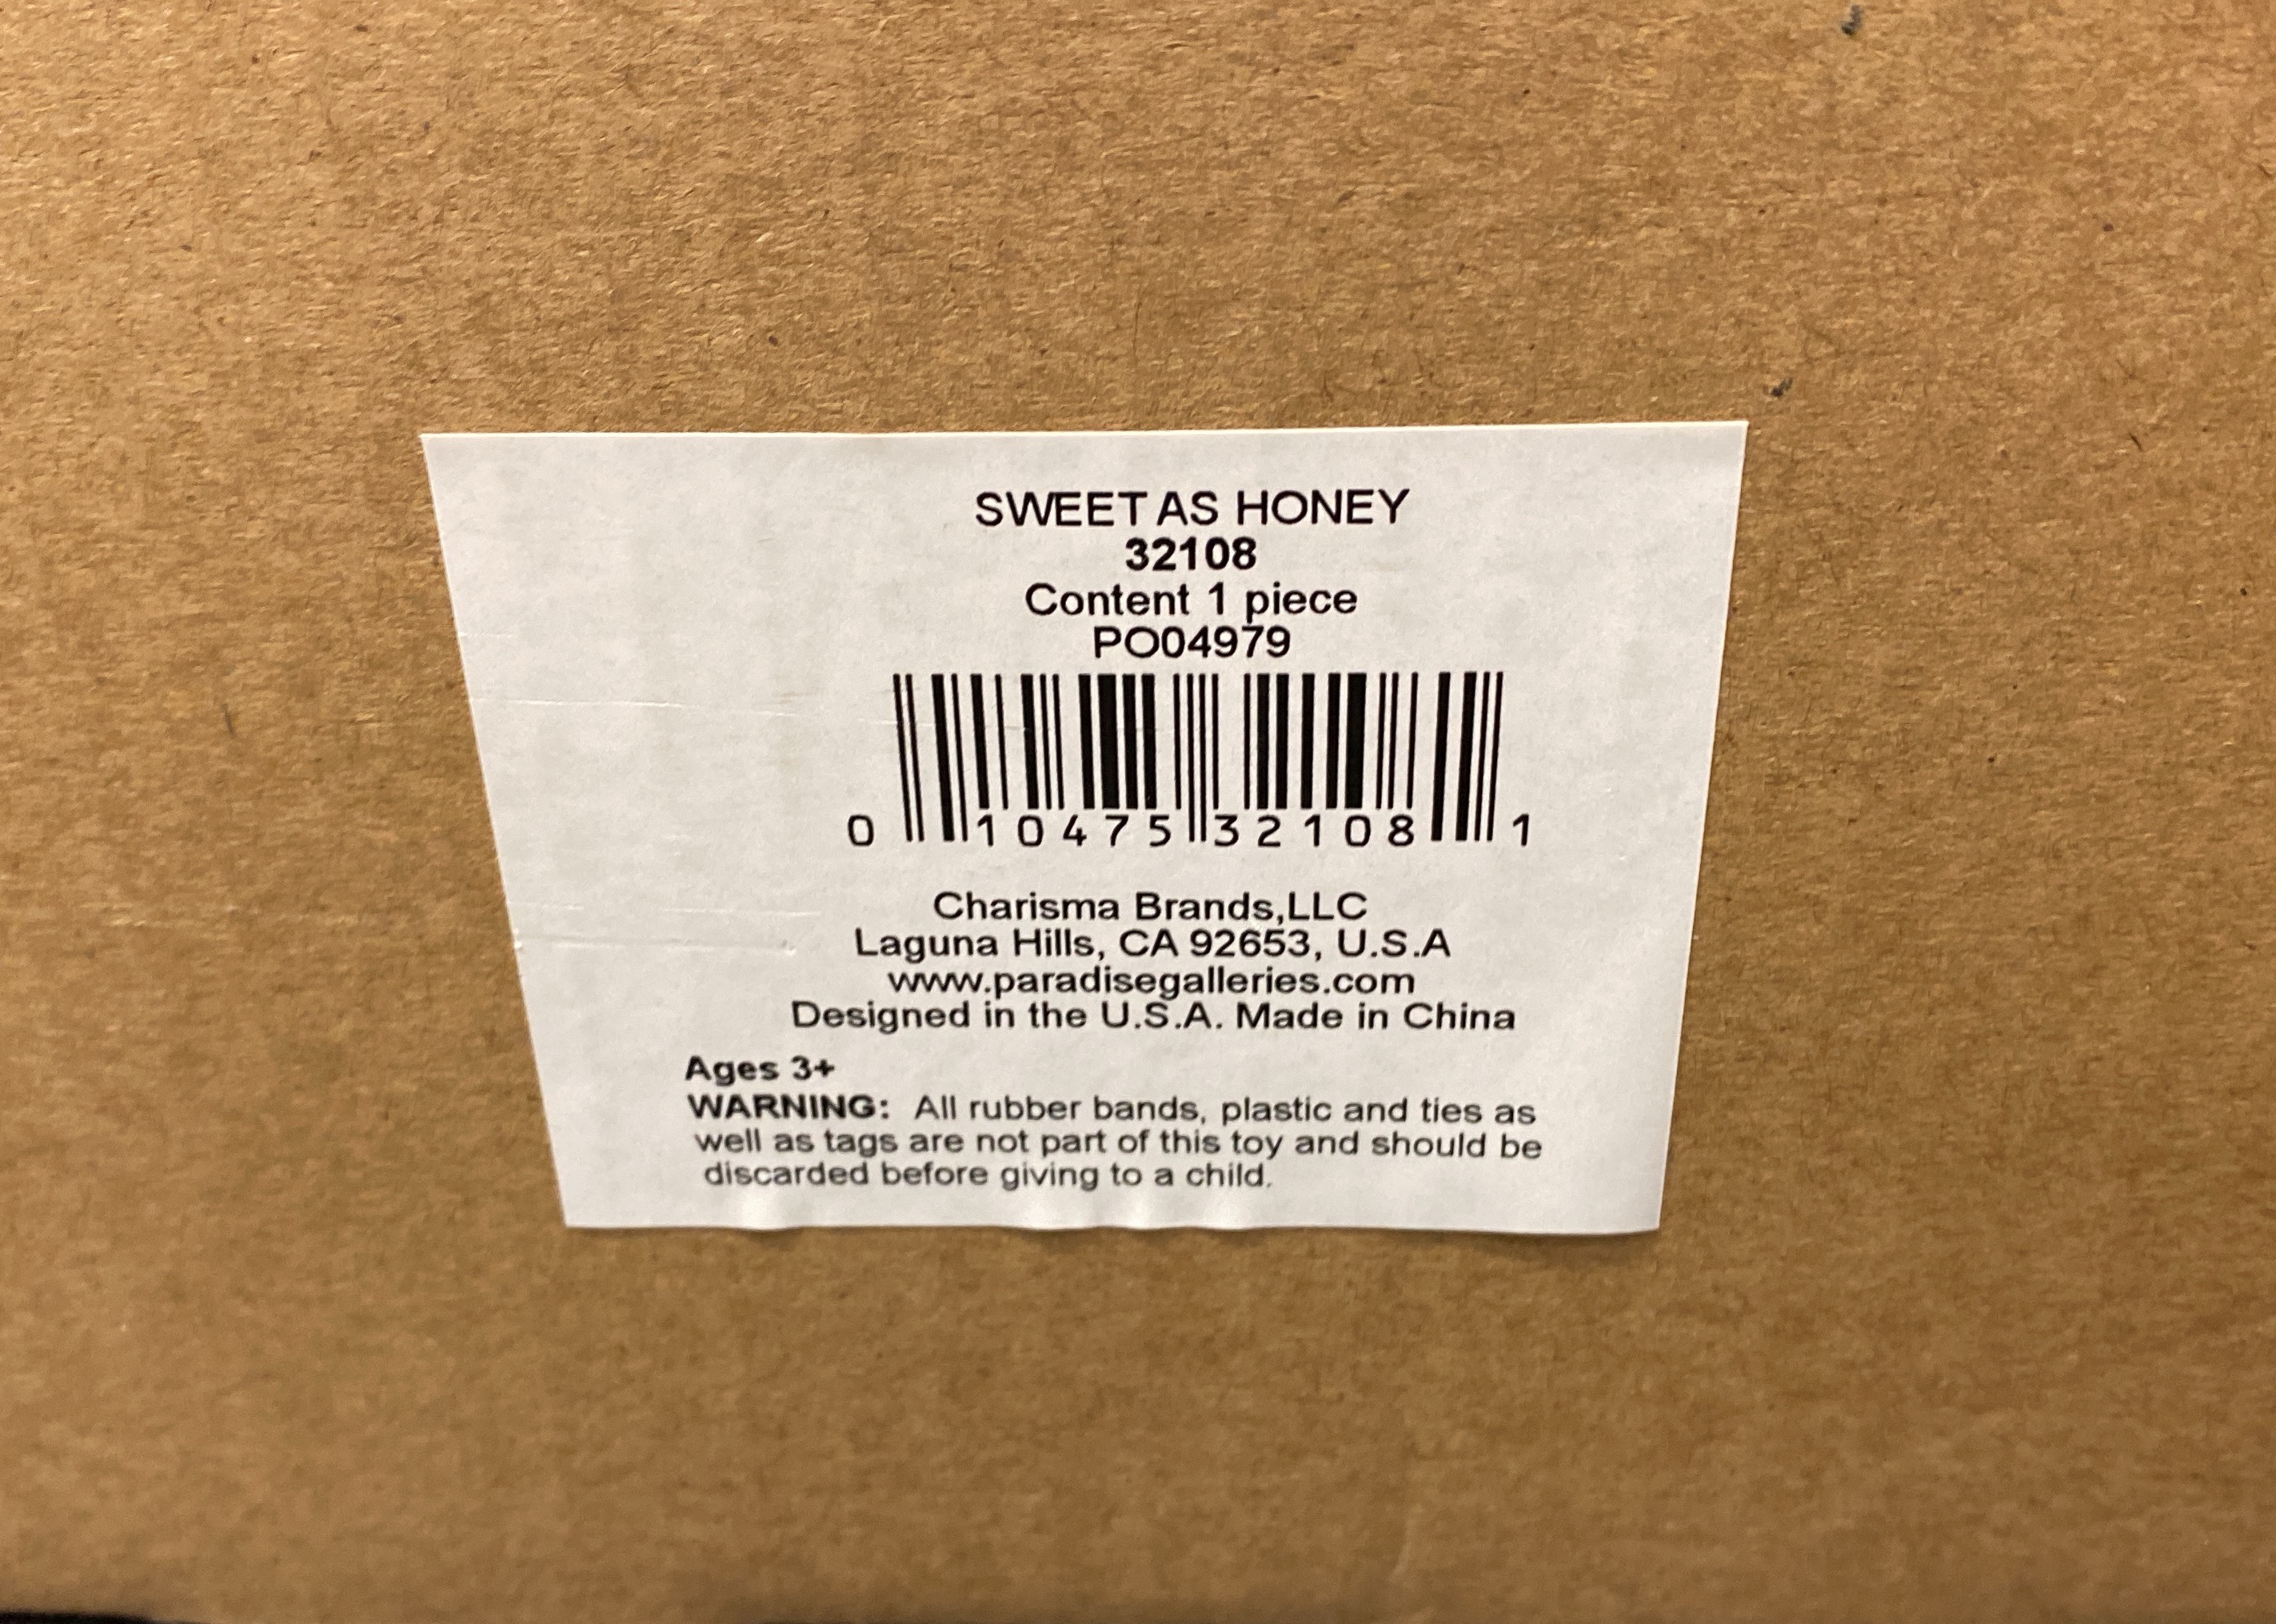 SWEET AS HONEY
32108
Content 1 piece
PO04979
0 10475 32108 1
Charisma Brands,LLC
Laguna Hills, CA 92653, U.S.A
www.paradisegalleries.com
Designed in the U.S.A. Made in China
Ages 3+
WARNING: All rubber bands, plastic and ties as
well as tags are not part of this toy and should be
discarded before giving to a child.